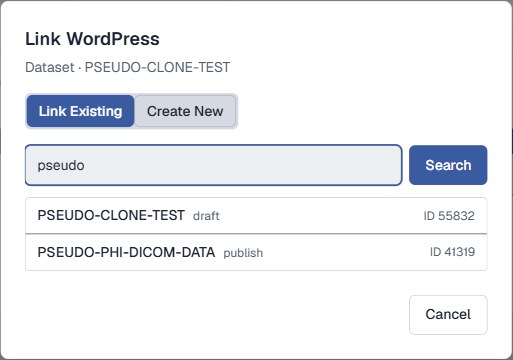 Link WordPress
Dataset · PSEUDO-CLONE-TEST
Link Existing Create New
pseudo Search
PSEUDO-CLONE-TEST draft ID 55832
PSEUDO-PHI-DICOM-DATA publish ID 41319
Cancel